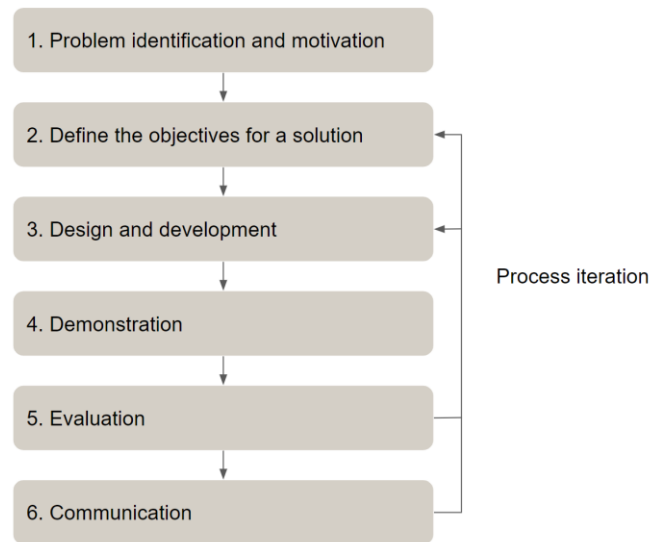 1. Problem identification and motivation
2. Define the objectives for a solution
3. Design and development
Process iteration
4. Demonstration
5. Evaluation
6. Communication